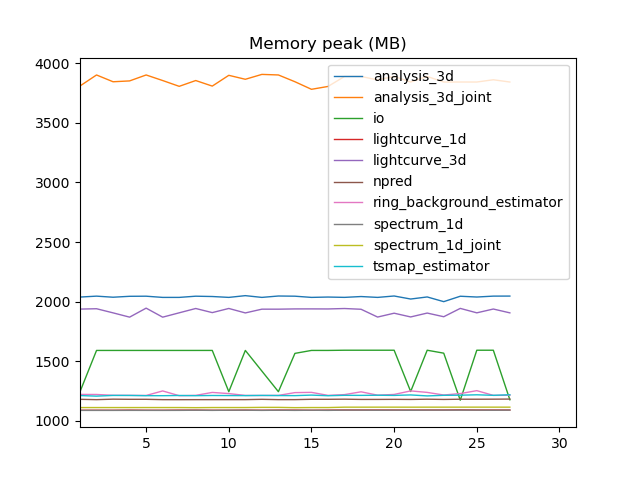 Memory peak (MB)
4000
3500
3000
2500
2000
1500
1000
5
10
15
20
25
30
analysis_3d
analysis_3d_joint
io
lightcurve_1d
lightcurve_3d
npred
ring_background_estimator
spectrum_1d
spectrum_1d_joint
tsmap_estimator